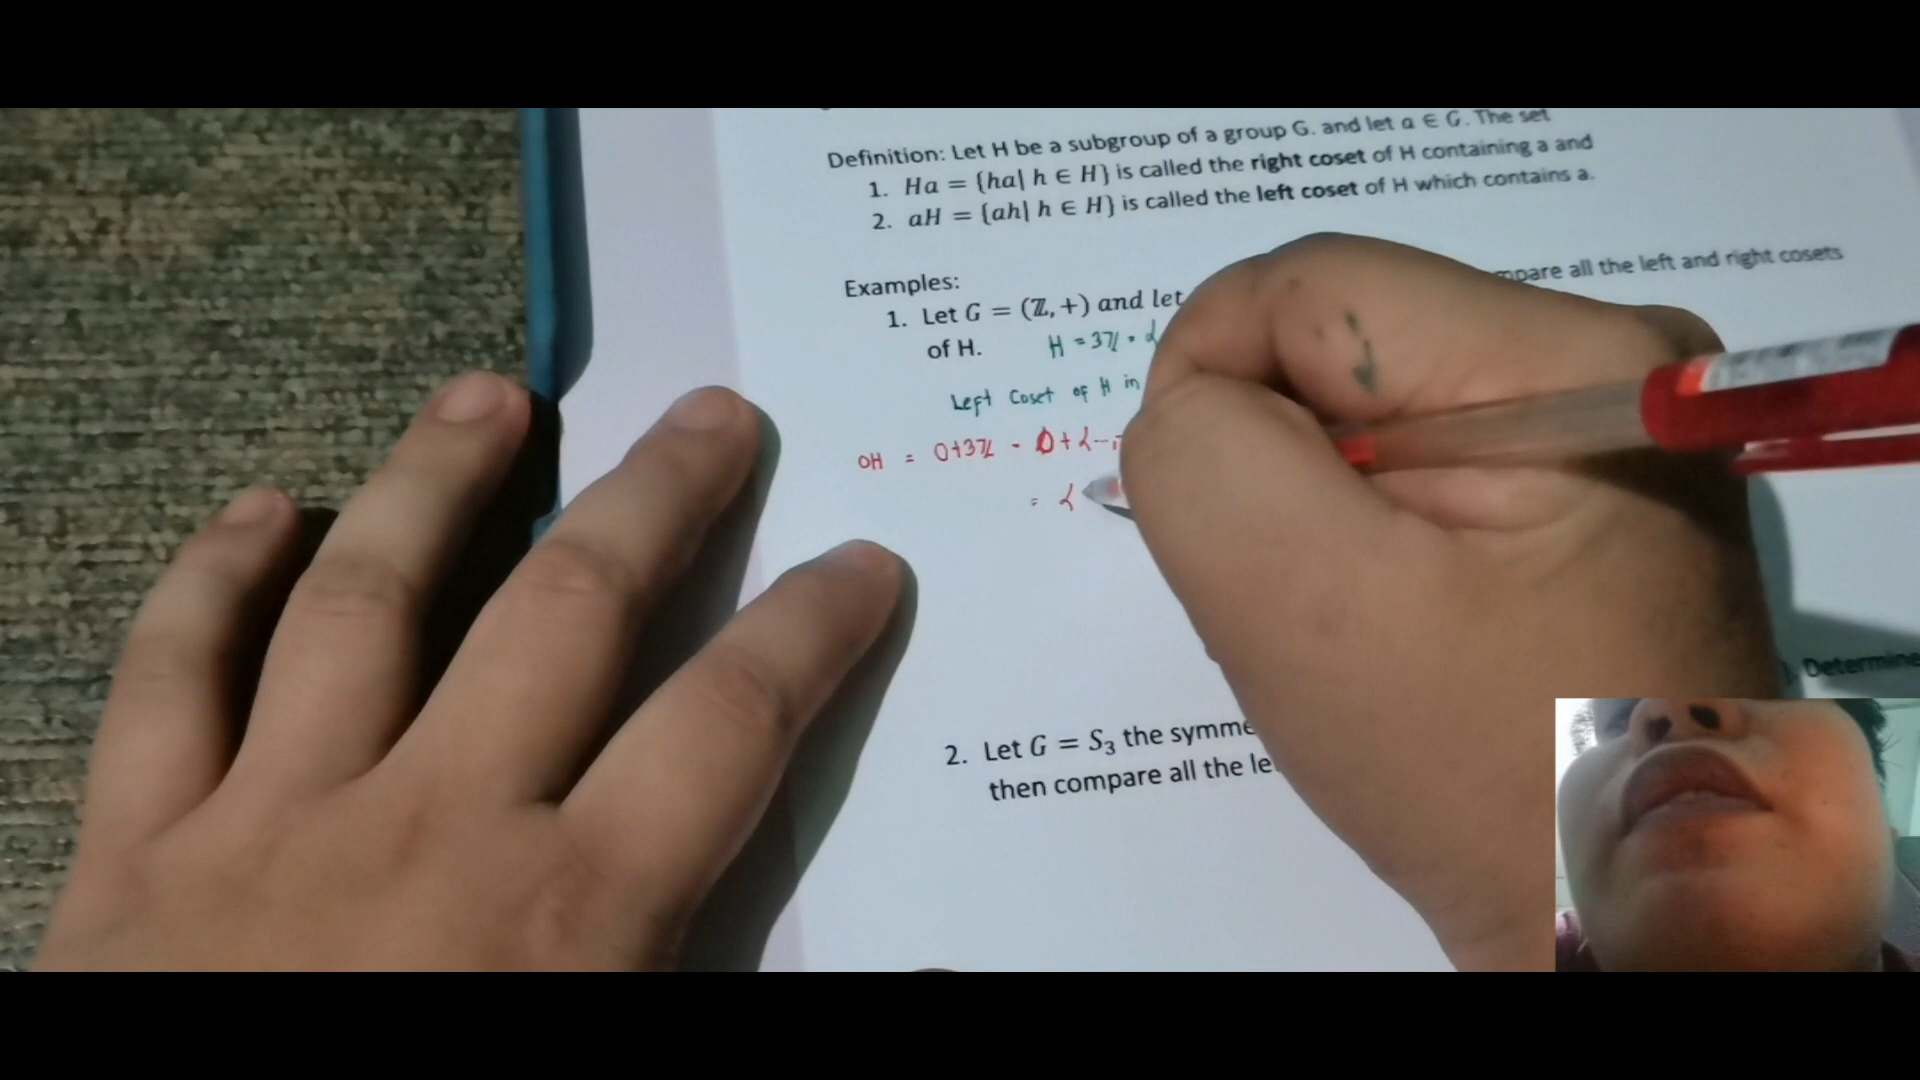 Definition: Let H be a subgroup of a group G. and let a ∈ G. The set
1. Ha = {ha| h ∈ H} is called the right coset of H containing a and
2. aH = {ah| h ∈ H} is called the left coset of H which contains a.
Examples:
1. Let G = (ℤ, +) and let all the left and right cosets
of H. H = 3ℤ =
Left Coset of H in
0H = 0+3ℤ = 0+
=
Determine
2. Let G = S₃ the
then compare all the